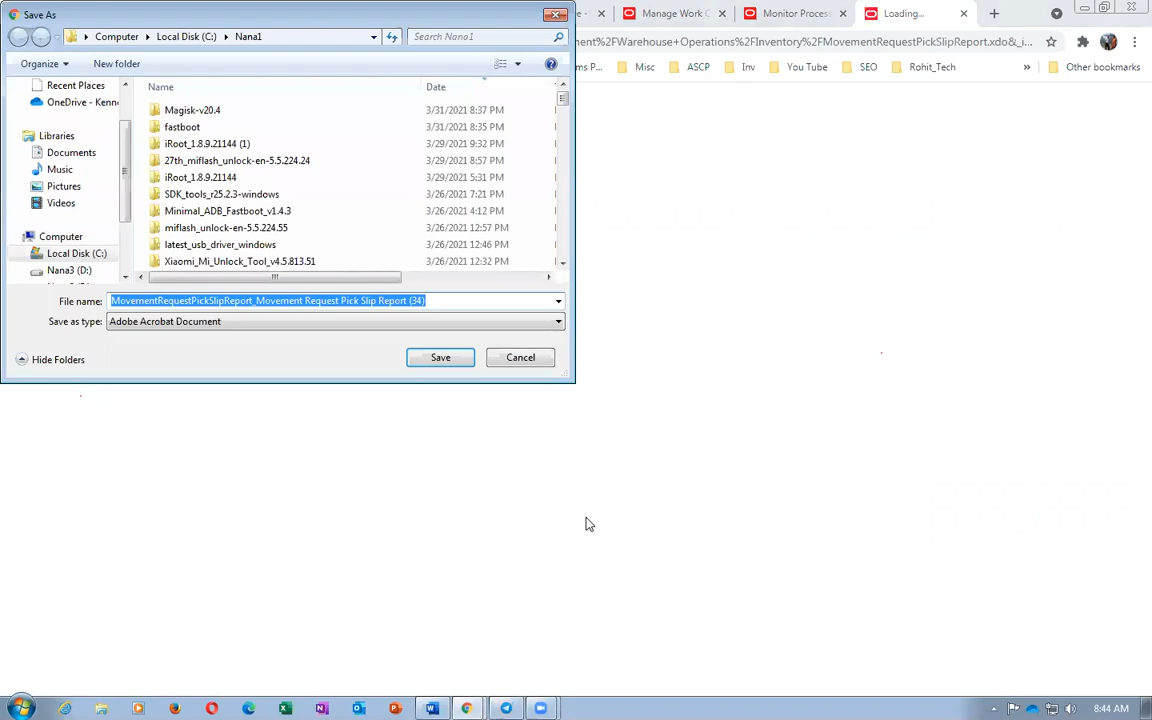 Save As
Computer Local Disk (C:) Nana1
Search Nana1
Organize
New folder
Name
Date
Recent Places
OneDrive - Kenne
Libraries
Documents
Music
Pictures
Videos
Computer
Local Disk (C:)
Nana3 (D:)
Magisk-v20.4 3/31/2021 8:37 PM
fastboot 3/31/2021 8:35 PM
iRoot_1.8.9.21144 (1) 3/29/2021 9:32 PM
27th_miflash_unlock-en-5.5.224.24 3/29/2021 8:57 PM
iRoot_1.8.9.21144 3/29/2021 5:31 PM
SDK_tools_r25.2.3-windows 3/26/2021 7:21 PM
Minimal_ADB_Fastboot_v1.4.3 3/26/2021 4:12 PM
miflash_unlock-en-5.5.224.55 3/26/2021 12:57 PM
latest_usb_driver_windows 3/26/2021 12:46 PM
Xiaomi_Mi_Unlock_Tool_v4.5.813.51 3/26/2021 12:32 PM
File name: MovementRequestPickSlipReport_Movement Request Pick Slip Report (34)
Save as type: Adobe Acrobat Document
Hide Folders
Save
Cancel
Manage Work C
Monitor Proces
Loading...
ment%2FWarehouse+Operations%2FInventory%2FMovementRequestPickSlipReport.xdo&_i...
ms P... Misc ASCP Inv You Tube SEO Rohit_Tech » Other bookmarks
8:44 AM